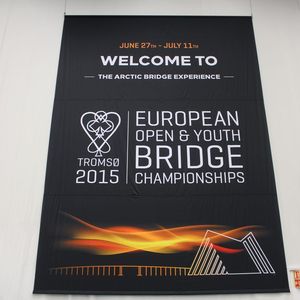 JUNE 27TH - JULY 11TH
WELCOME TO
THE ARCTIC BRIDGE EXPERIENCE
TROMSØ
2015
EUROPEAN
OPEN & YOUTH
BRIDGE
CHAMPIONSHIPS